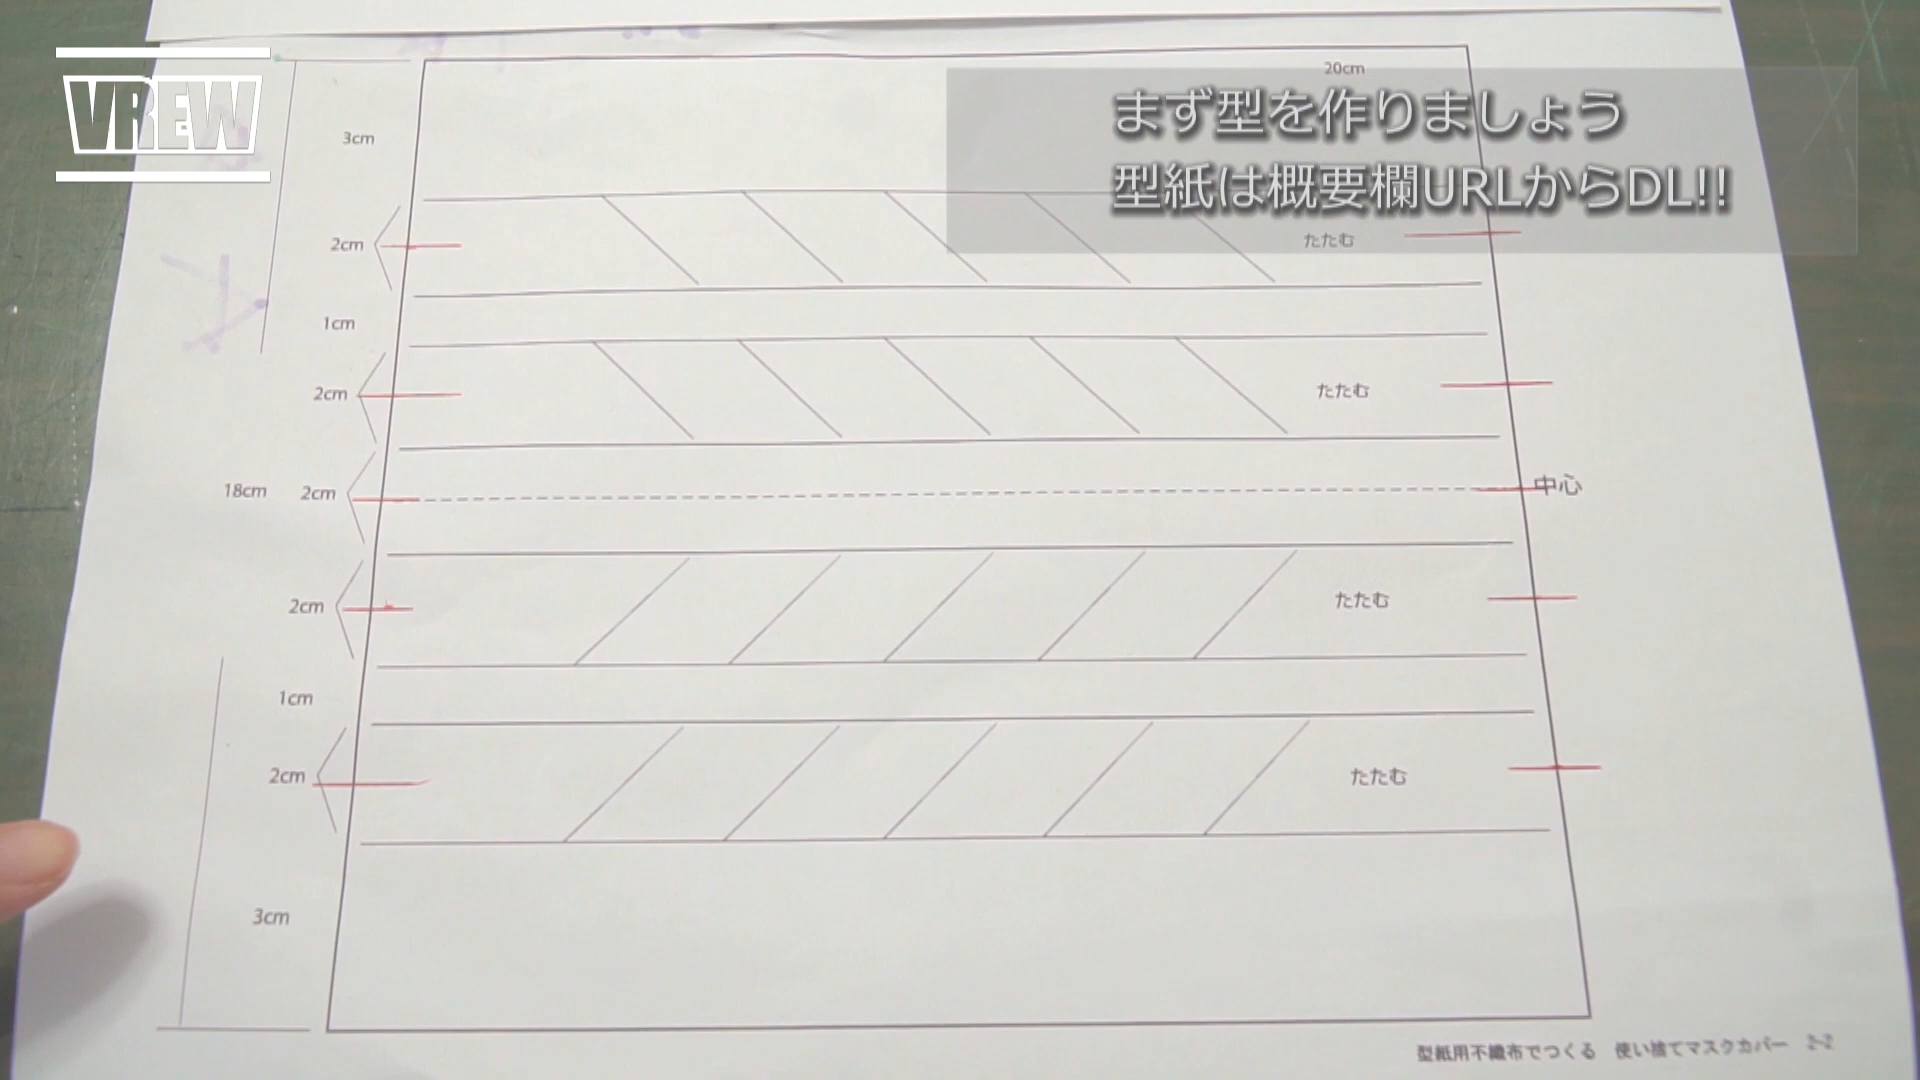 VREW
20cm
まず型を作りましょう
型紙は概要欄URLからDL!!
3cm
2cm
たたむ
1cm
2cm
たたむ
18cm 2cm
中心
2cm
たたむ
1cm
2cm
たたむ
3cm
型紙用不織布でつくる 使い捨てマスクカバー 2-2